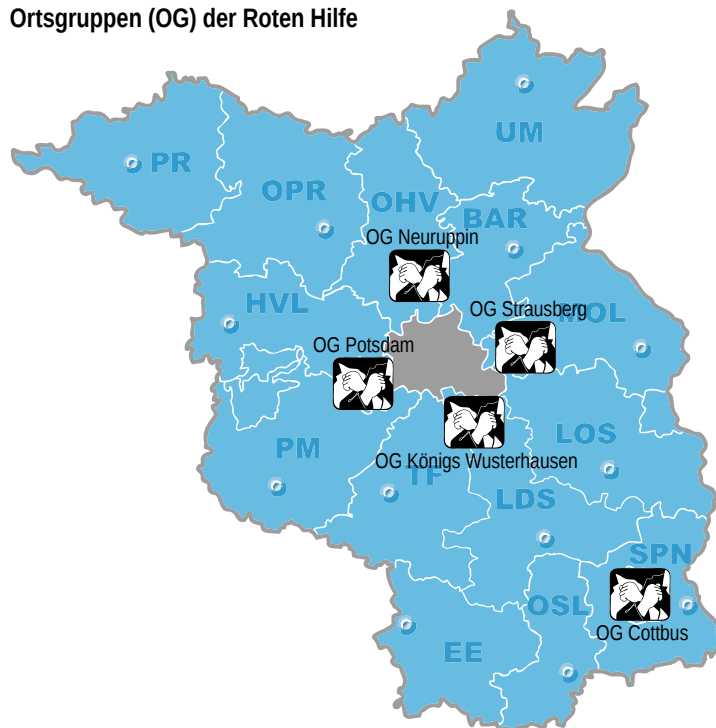 Ortsgruppen (OG) der Roten Hilfe
UM
PR
OPR
OHV
BAR
OG Neuruppin
HVL
OG Strausberg
MOL
OG Potsdam
LOS
PM
OG Königs Wusterhausen
TF
LDS
SPN
OSL
OG Cottbus
EE